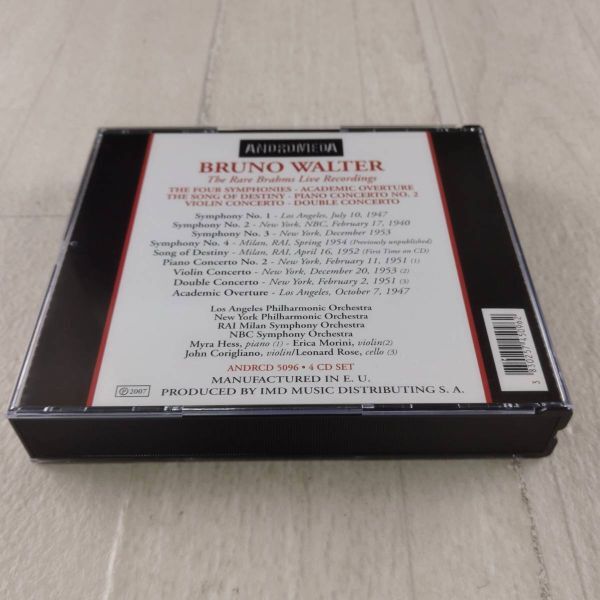 ANDROMEDA
BRUNO WALTER
The Rare Brahms Live Recordings
THE FOUR SYMPHONIES - ACADEMIC OVERTURE
THE SONG OF DESTINY - PIANO CONCERTO NO. 2
VIOLIN CONCERTO - DOUBLE CONCERTO
Symphony No. 1 - Los Angeles, July 10, 1947
Symphony No. 2 - New York, NBC, February 17, 1940
Symphony No. 3 - New York, December 1953
Symphony No. 4 - Milan, RAI, Spring 1954 (Previously unpublished)
Song of Destiny - Milan, RAI, April 16, 1952 (First Time on CD)
Piano Concerto No. 2 - New York, February 11, 1951 (1)
Violin Concerto - New York, December 20, 1953 (2)
Double Concerto - New York, February 2, 1951 (3)
Academic Overture - Los Angeles, October 7, 1947
Los Angeles Philharmonic Orchestra
New York Philharmonic Orchestra
RAI Milan Symphony Orchestra
NBC Symphony Orchestra
Myra Hess, piano (1) - Erica Morini, violin(2)
John Corigliano, violin/Leonard Rose, cello (3)
ANDRCD 5096 • 4 CD SET
MANUFACTURED IN E. U.
PRODUCED BY IMD MUSIC DISTRIBUTING S. A.
℗ 2007
3 830257 450962